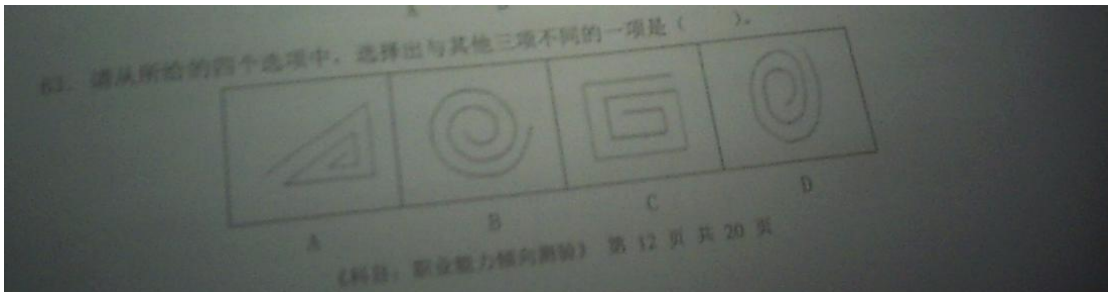 62. 请从所给的四个选项中，选择出与其他三项不同的一项是（ ）。
A B C D
《科目：职业能力倾向测验》 第 12 页 共 20 页